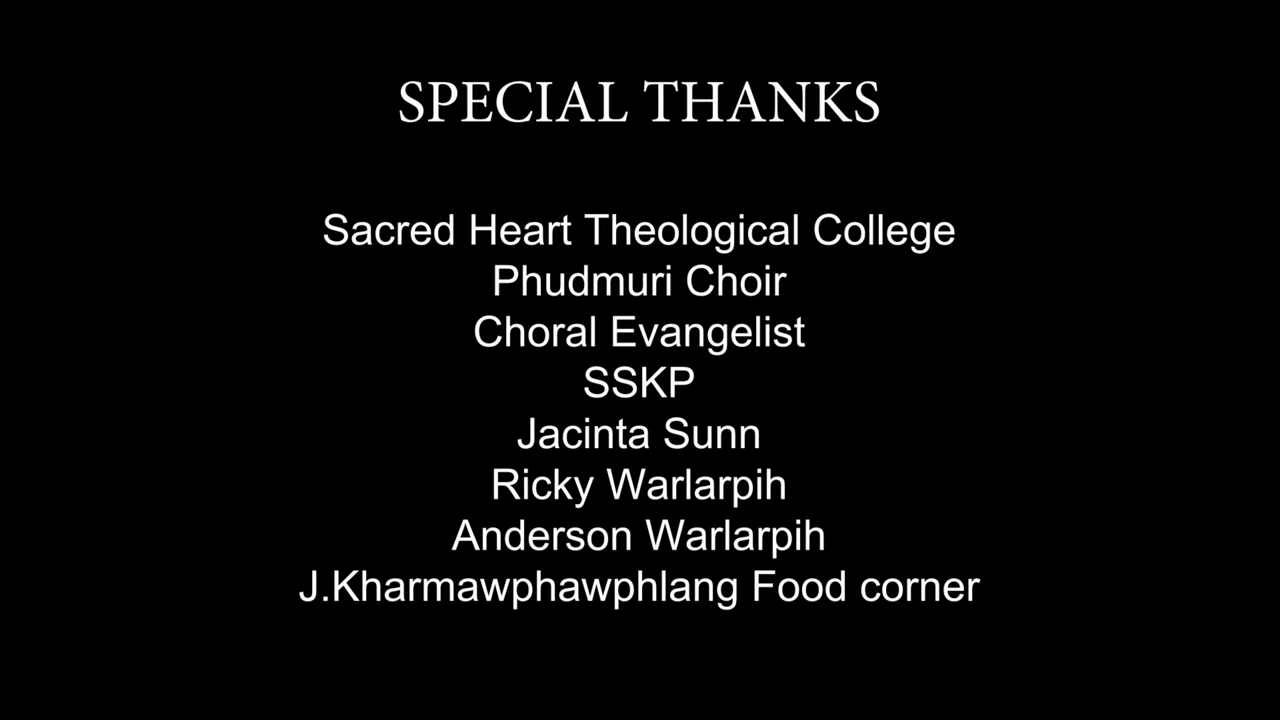 SPECIAL THANKS
Sacred Heart Theological College
Phudmuri Choir
Choral Evangelist
SSKP
Jacinta Sunn
Ricky Warlarpih
Anderson Warlarpih
J.Kharmawphawphlang Food corner